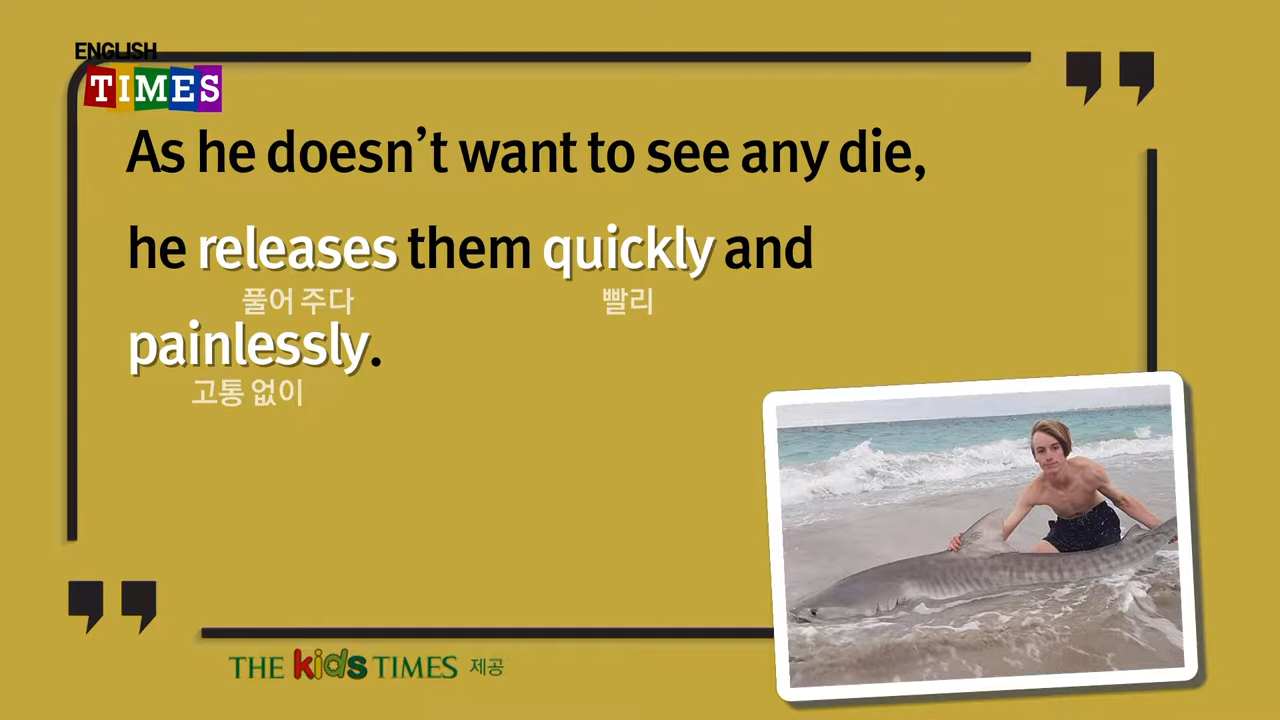 ENGLISH
TIMES
As he doesn't want to see any die,
he releases them quickly and
풀어 주다 빨리
painlessly.
고통 없이
THE kids TIMES 제공